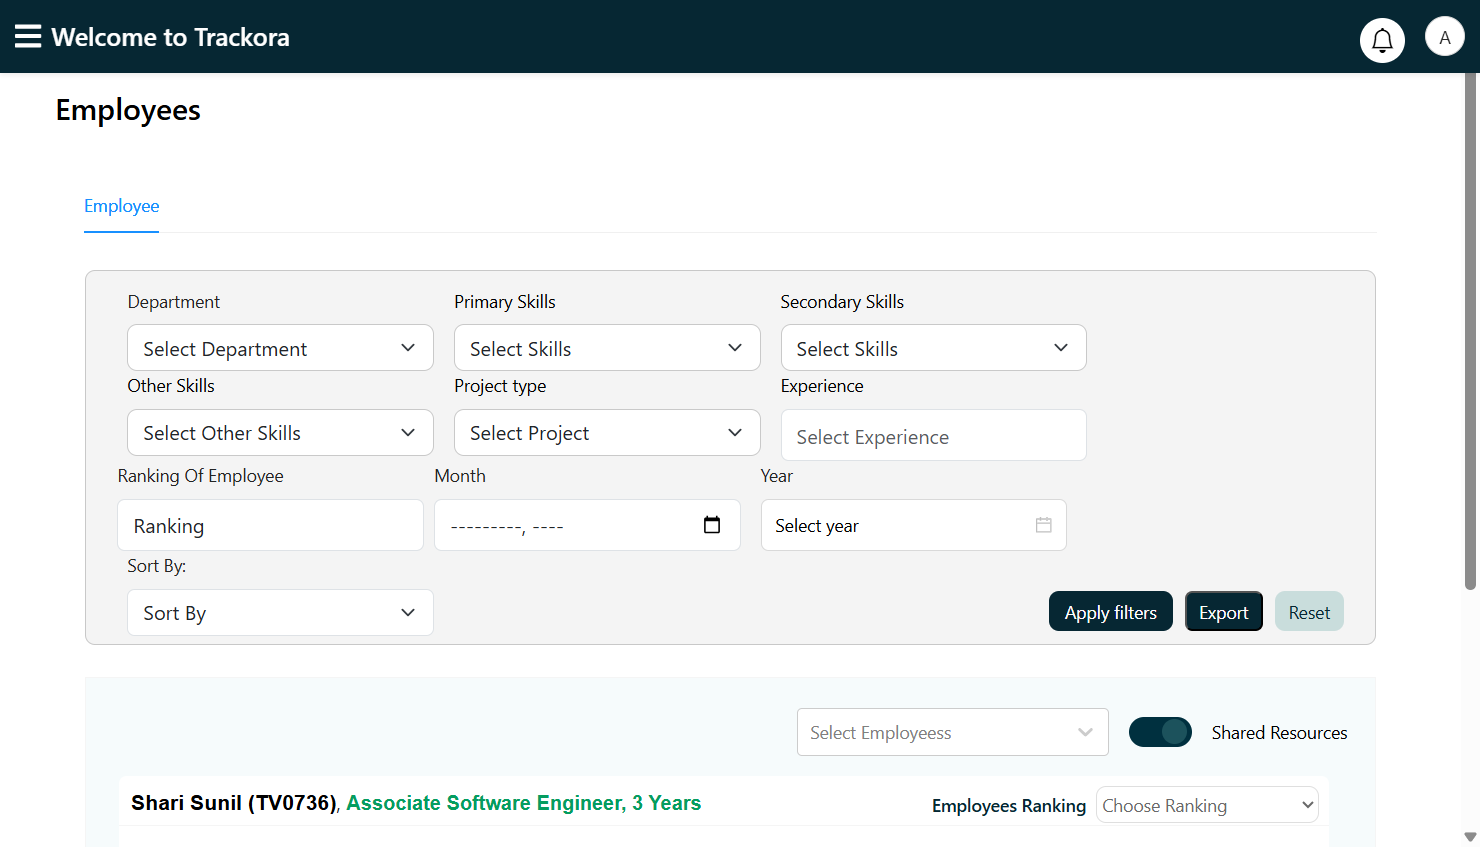 Welcome to Trackora
A
Employees
Employee
Department Primary Skills Secondary Skills
Select Department Select Skills Select Skills
Other Skills Project type Experience
Select Other Skills Select Project Select Experience
Ranking Of Employee Month Year
Ranking ---------, ---- Select year
Sort By:
Sort By Apply filters Export Reset
Select Employeess Shared Resources
Shari Sunil (TV0736), Associate Software Engineer, 3 Years Employees Ranking Choose Ranking